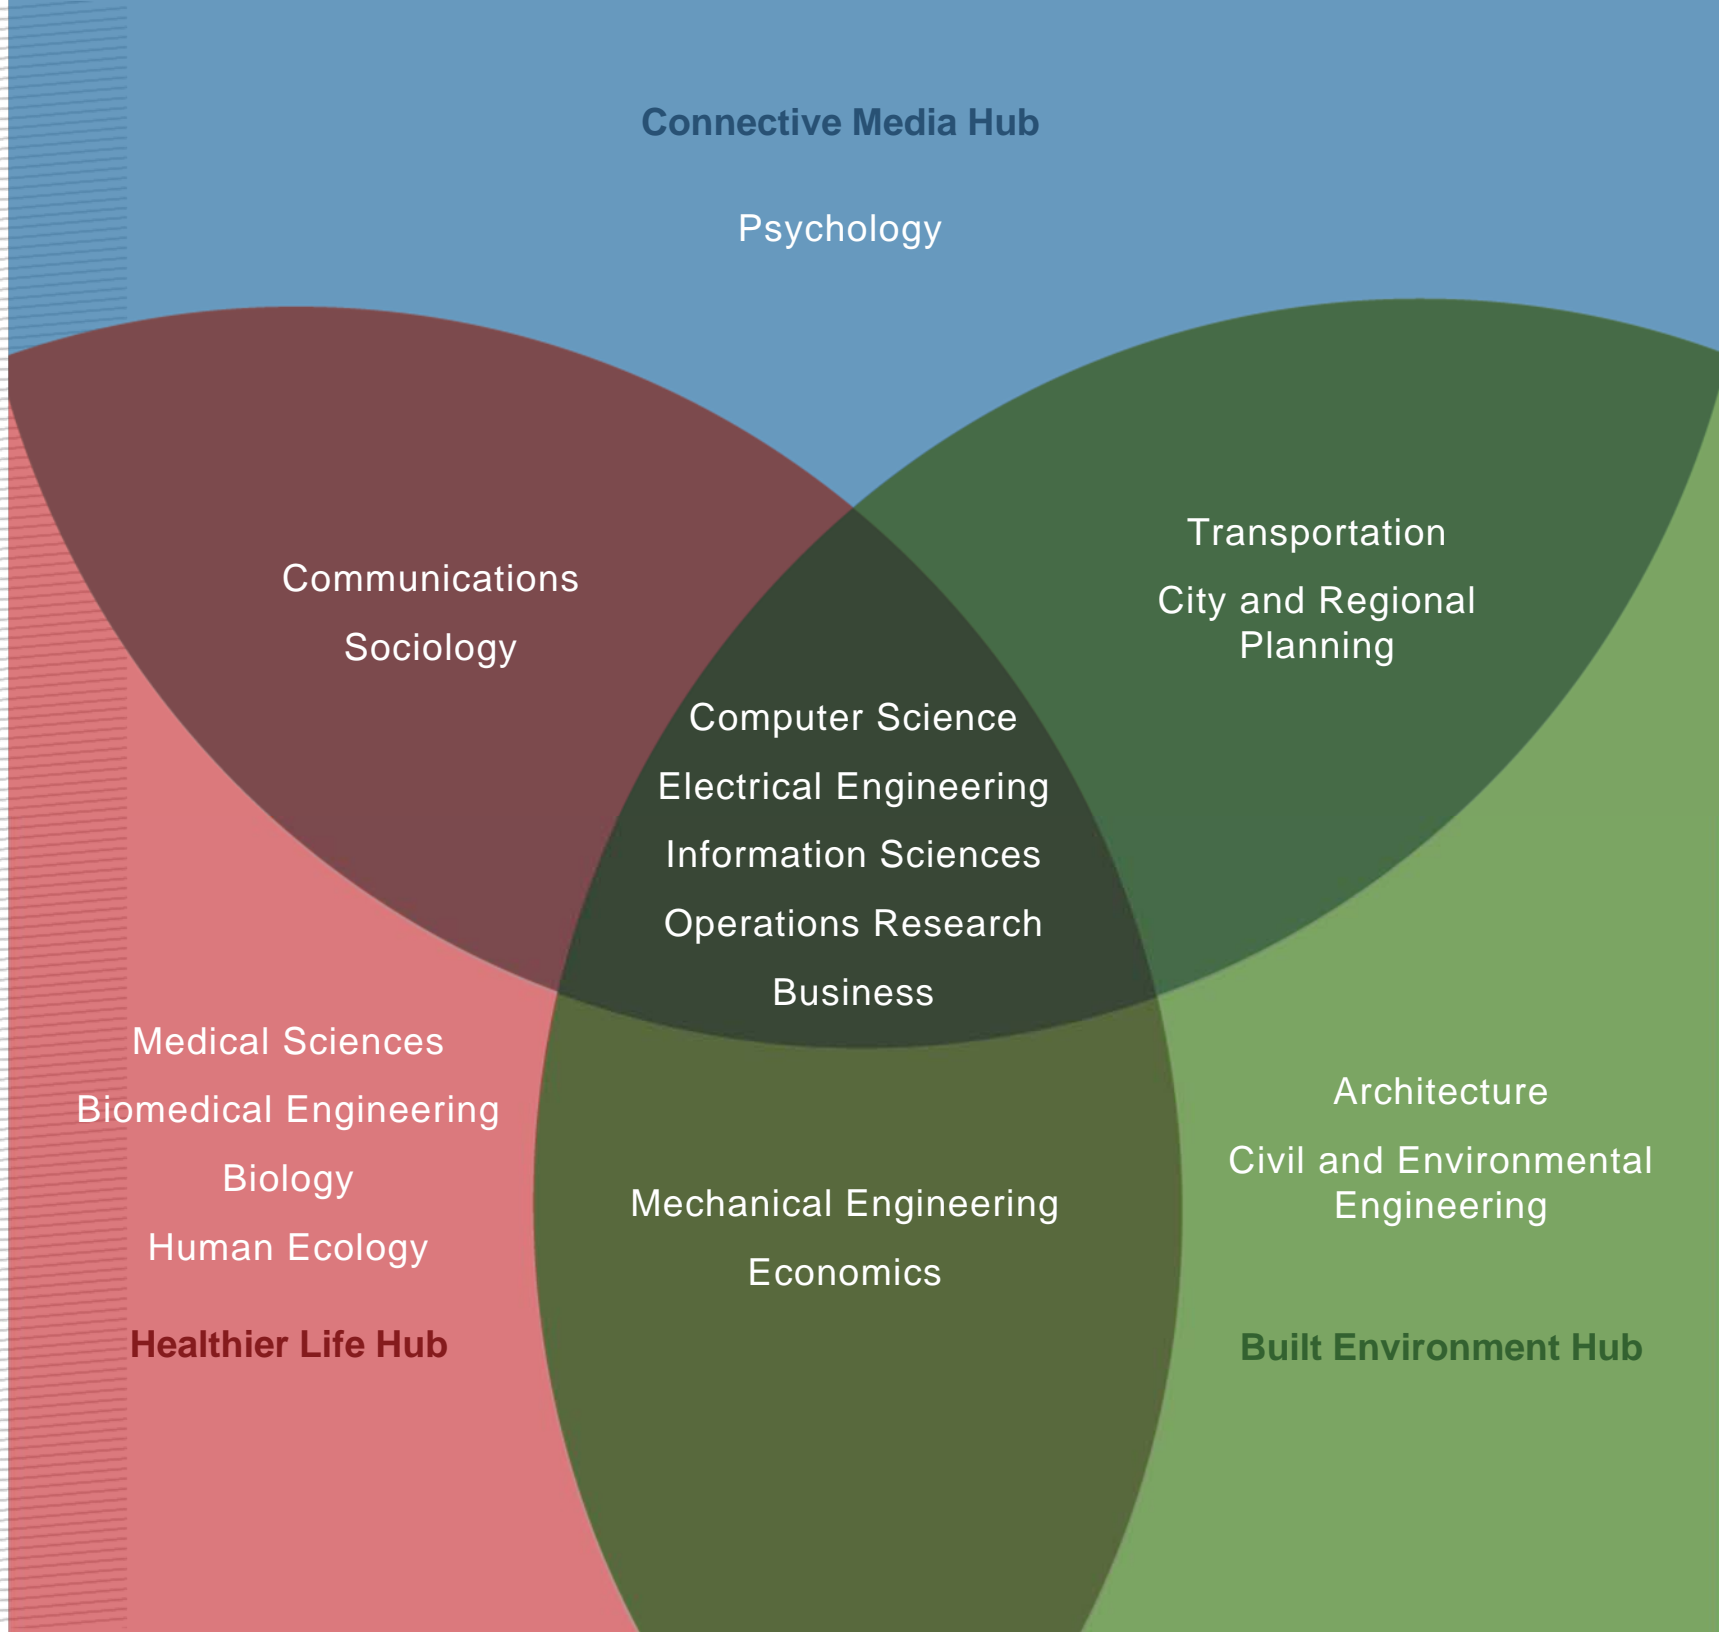 Connective Media Hub
Psychology
Communications
Sociology
Transportation
City and Regional
Planning
Computer Science
Electrical Engineering
Information Sciences
Operations Research
Business
Medical Sciences
Biomedical Engineering
Biology
Human Ecology
Healthier Life Hub
Mechanical Engineering
Economics
Architecture
Civil and Environmental
Engineering
Built Environment Hub